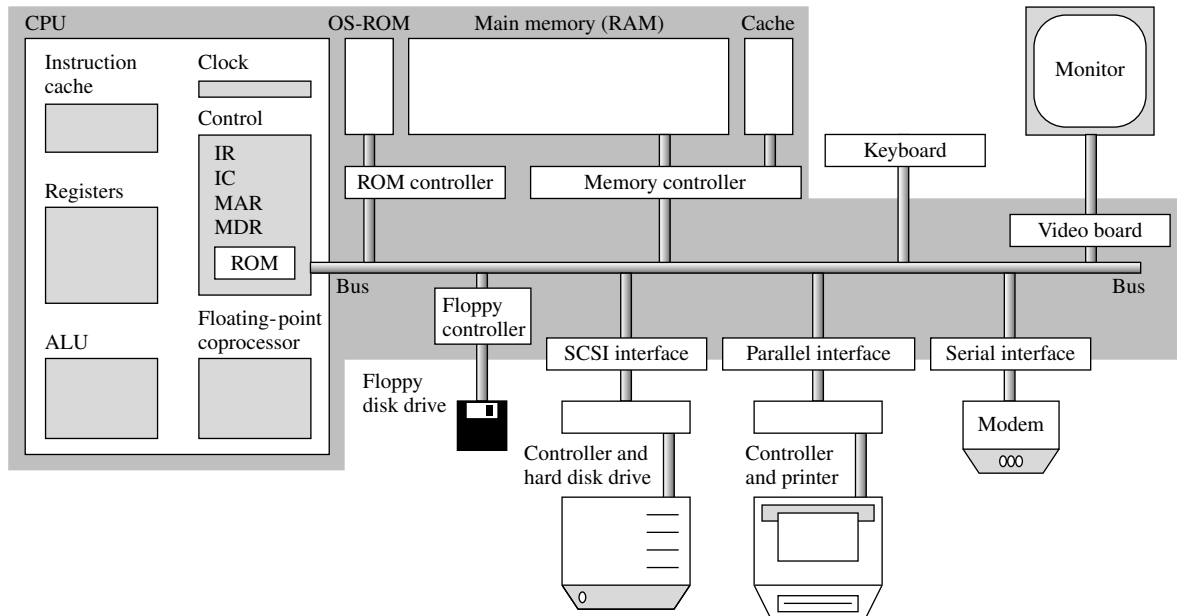 CPU
OS-ROM
Main memory (RAM)
Cache
Instruction
cache
Clock
Control
IR
IC
MAR
MDR
ROM
Registers
ALU
Floating-point
coprocessor
ROM controller
Memory controller
Keyboard
Monitor
Video board
Bus
Bus
Floppy
controller
SCSI interface
Parallel interface
Serial interface
Floppy
disk drive
Modem
Controller and
hard disk drive
Controller
and printer